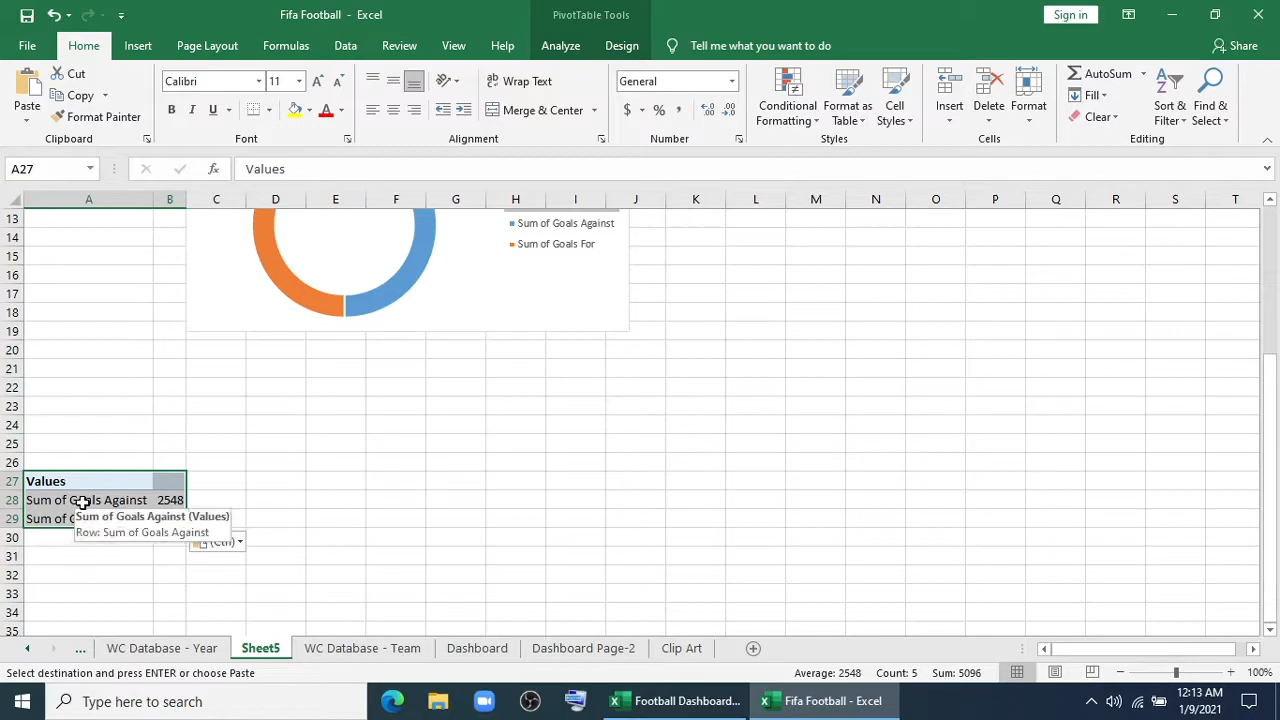 Fifa Football - Excel
PivotTable Tools
Sign in
File Home Insert Page Layout Formulas Data Review View Help Analyze Design Tell me what you want to do Share
Paste
Cut
Copy
Format Painter
Clipboard
Calibri 11
B I U
Font
Wrap Text
Merge & Center
Alignment
General
$ % ,
Number
Conditional Formatting
Format as Table
Cell Styles
Styles
Insert Delete Format
Cells
AutoSum
Fill
Clear
Sort & Filter
Find & Select
Editing
A27
fx
Values
A B C D E F G H I J K L M N O P Q R S T
13
Sum of Goals Against
14
Sum of Goals For
15
16
17
18
19
20
21
22
23
24
25
26
27 Values
28 Sum of Goals Against 2548
29 Sum of
Sum of Goals Against (Values)
Row: Sum of Goals Against
30
(Ctrl)
31
32
33
34
35
... WC Database - Year Sheet5 WC Database - Team Dashboard Dashboard Page-2 Clip Art
Select destination and press ENTER or choose Paste Average: 2548 Count: 5 Sum: 5096 100%
Type here to search
Football Dashboard...
Fifa Football - Excel
12:13 AM
1/9/2021